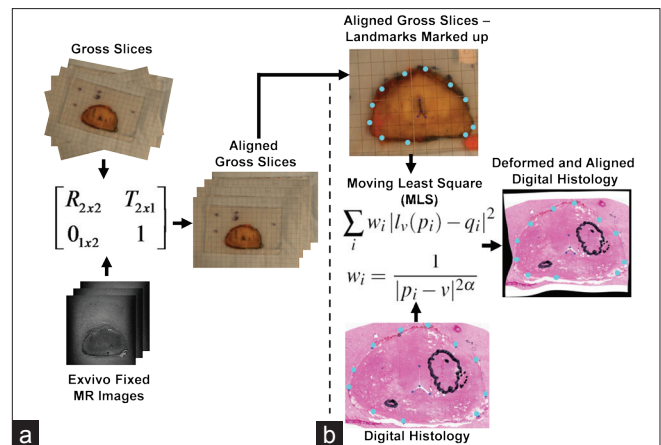 Gross Slices
R2x2 T2x1
01x2 1
Exvivo Fixed
MR Images
Aligned
Gross Slices
a
Aligned Gross Slices –
Landmarks Marked up
Moving Least Square
(MLS)
∑i wi|lv(pi) − qi|²
wi = 1 / |pi − v|²ᵅ
Digital Histology
Deformed and Aligned
Digital Histology
b